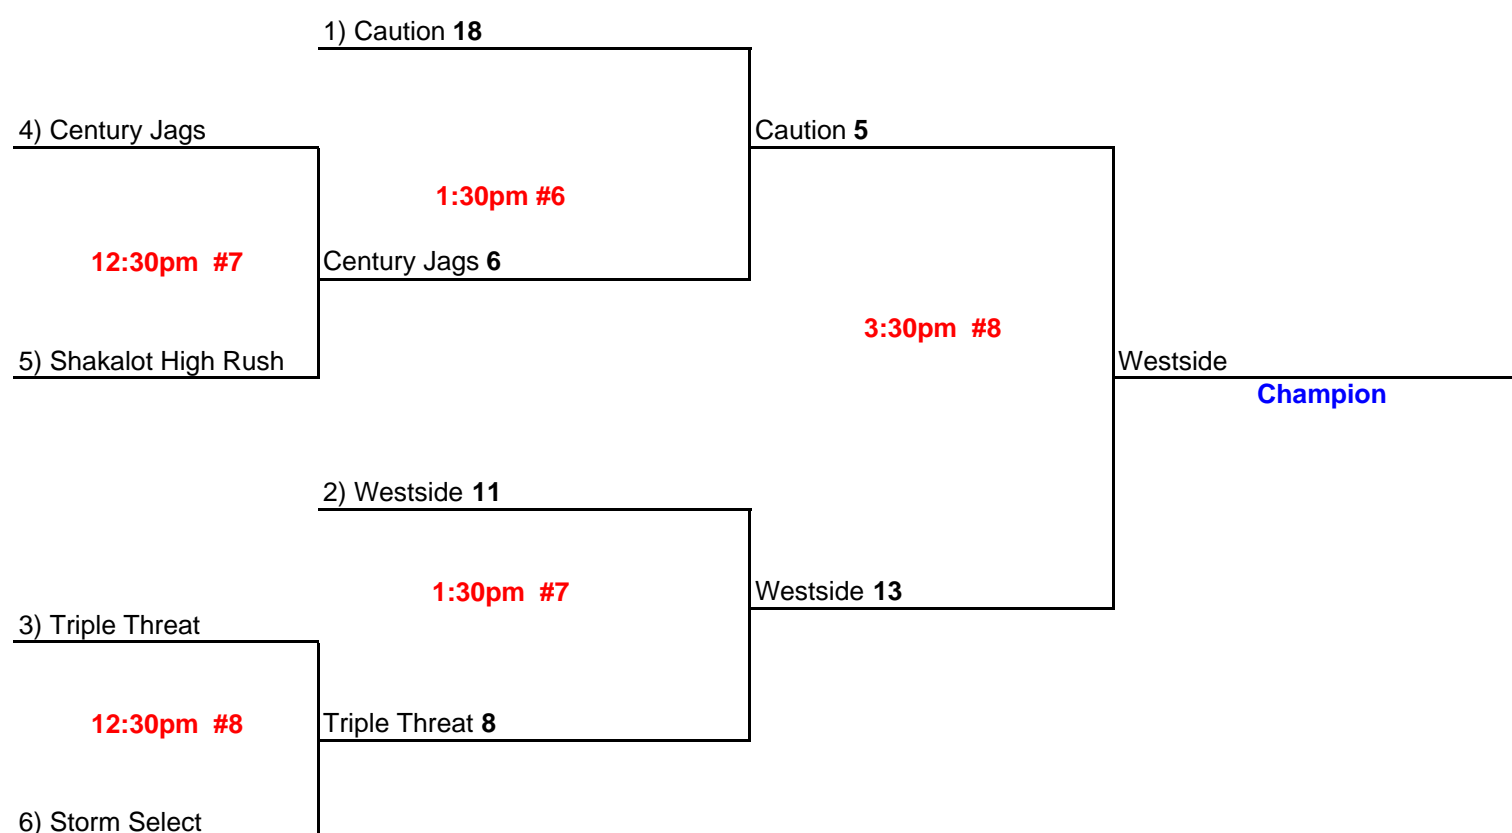 1) Caution 18
4) Century Jags
Caution 5
1:30pm #6
12:30pm #7
Century Jags 6
3:30pm #8
5) Shakalot High Rush
Westside
Champion
2) Westside 11
1:30pm #7
Westside 13
3) Triple Threat
12:30pm #8
Triple Threat 8
6) Storm Select